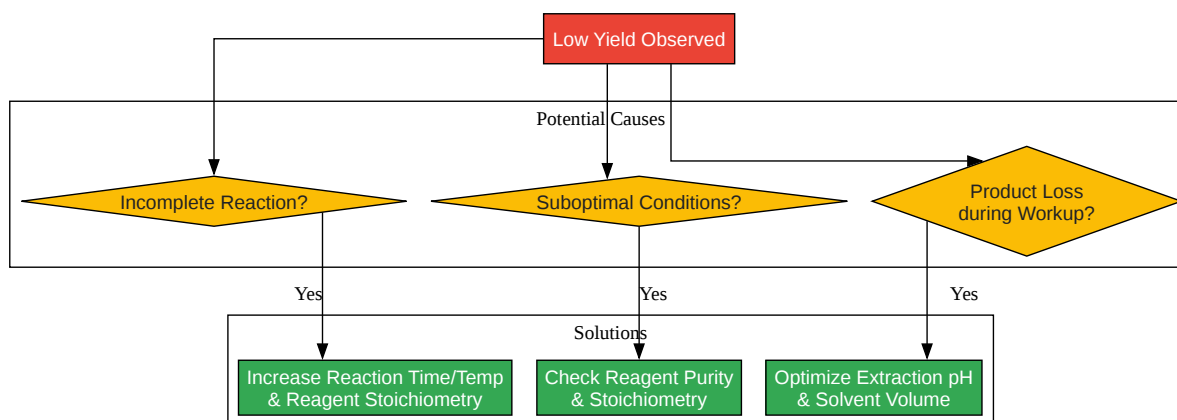 Low Yield Observed
Potential Causes
Incomplete Reaction?
Suboptimal Conditions?
Product Loss
during Workup?
Yes
Yes
Yes
Solutions
Increase Reaction Time/Temp
& Reagent Stoichiometry
Check Reagent Purity
& Stoichiometry
Optimize Extraction pH
& Solvent Volume